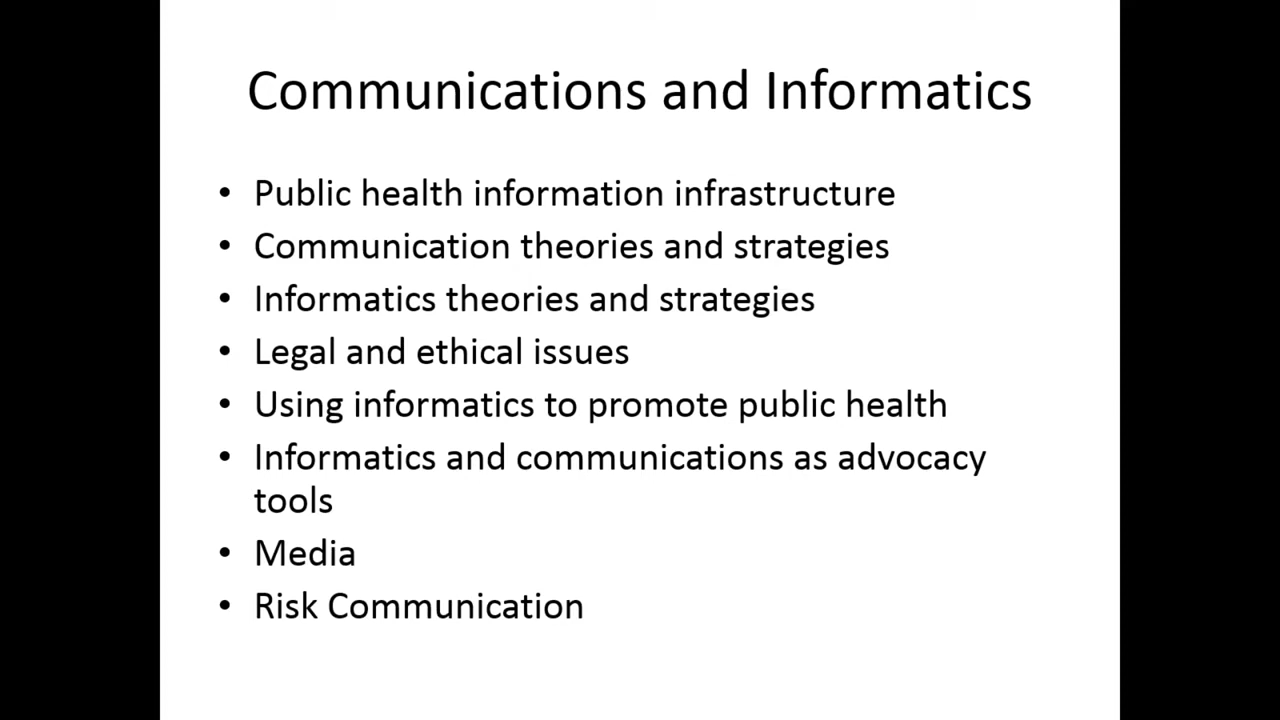 Communications and Informatics
• Public health information infrastructure
• Communication theories and strategies
• Informatics theories and strategies
• Legal and ethical issues
• Using informatics to promote public health
• Informatics and communications as advocacy
tools
• Media
• Risk Communication